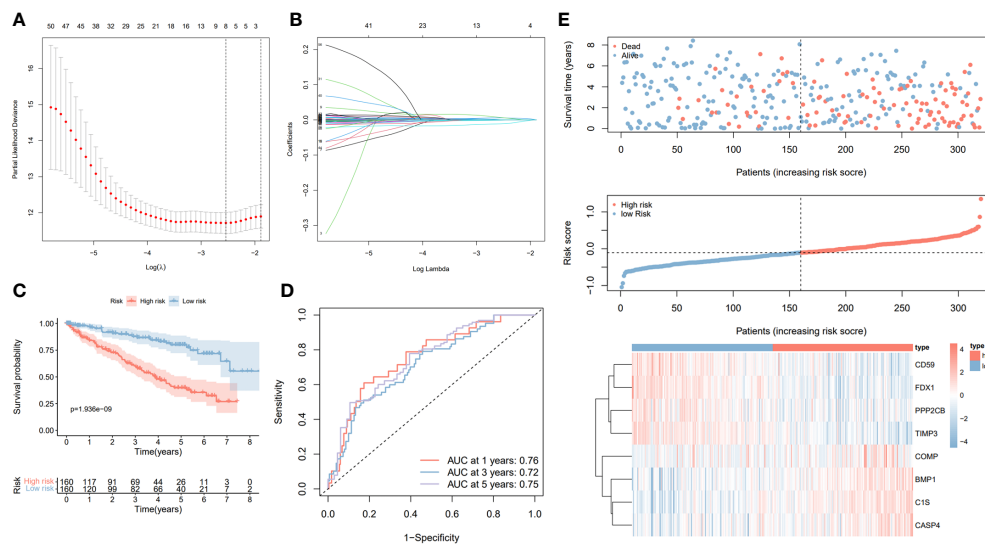 A
50 47 45 38 32 29 25 21 18 16 13 9 8 5 5 3
Partial Likelihood Deviance
16
15
14
13
12
-5 -4 -3 -2
Log(λ)
B
41 23 13 4
Coefficients
0.2
0.1
0.0
-0.1
-0.2
-0.3
-5 -4 -3 -2
Log Lambda
C
Risk High risk Low risk
Survival probability
1.00
0.75
0.50
0.25
0.00
p=1.936e-09
0 1 2 3 4 5 6 7 8
Time(years)
Risk
High risk 160 117 91 69 44 26 11 3 0
Low risk 160 120 99 82 66 40 21 7 2
0 1 2 3 4 5 6 7 8
Time(years)
D
Sensitivity
1.0
0.8
0.6
0.4
0.2
0.0
AUC at 1 years: 0.76
AUC at 3 years: 0.72
AUC at 5 years: 0.75
0.0 0.2 0.4 0.6 0.8 1.0
1-Specificity
E
Survival time (years)
8
6
4
2
0
Dead
Alive
0 50 100 150 200 250 300
Patients (increasing risk score)
Risk score
1.0
0.0
-1.0
High risk
low Risk
0 50 100 150 200 250 300
Patients (increasing risk score)
type
CD59
FDX1
PPP2CB
TIMP3
COMP
BMP1
C1S
CASP4
4
2
0
-2
-4
type